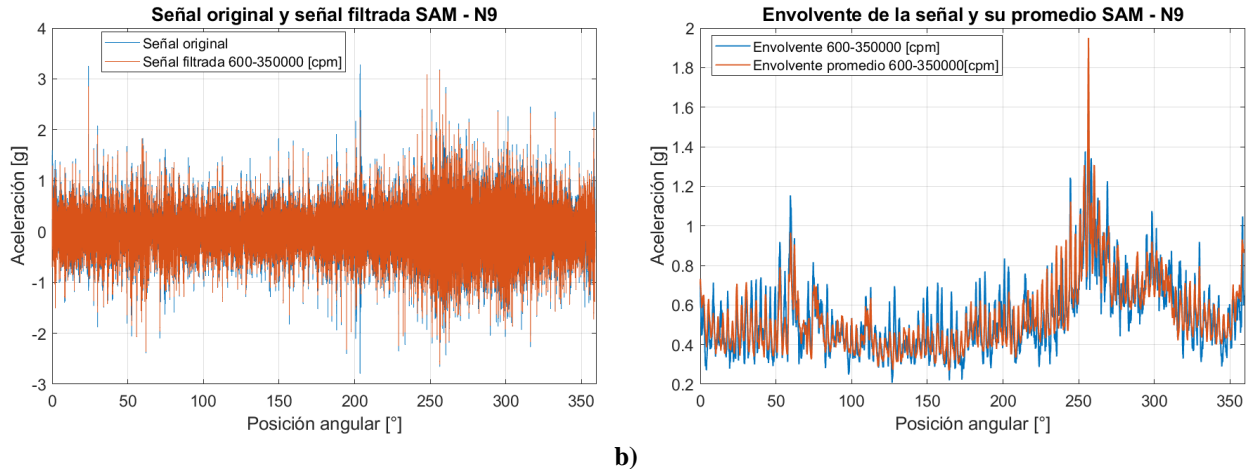 Señal original y señal filtrada SAM - N9
Señal original
Señal filtrada 600-350000 [cpm]
Aceleración [g]
4
3
2
1
0
-1
-2
-3
0 50 100 150 200 250 300 350
Posición angular [°]
Envolvente de la señal y su promedio SAM - N9
Envolvente 600-350000 [cpm]
Envolvente promedio 600-350000[cpm]
Aceleración [g]
2
1.8
1.6
1.4
1.2
1
0.8
0.6
0.4
0.2
0 50 100 150 200 250 300 350
Posición angular [°]
b)